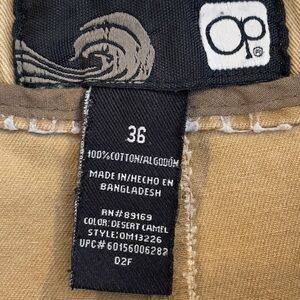 Op®
36
100%COTTON/ALGODÓN
MADE IN/HECHO EN
BANGLADESH
RN#89169
COLOR: DESERT CAMEL
STYLE: OM13226
UPC#60156006282
D2F